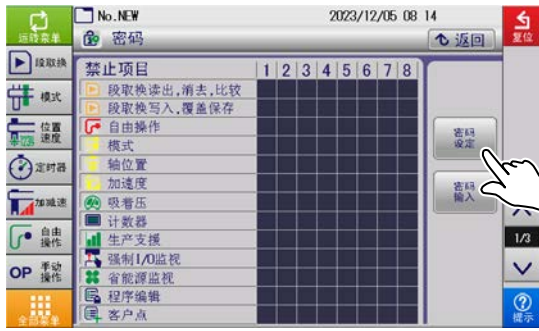 No.NEW 2023/12/05 08 14
密码
返回
复位
运转菜单
段取换
模式
位置
速度
定时器
加减速
自由
操作
OP 手动
操作
全部菜单
禁止项目 1 2 3 4 5 6 7 8
段取换读出,消去,比较
段取换写入,覆盖保存
自由操作
模式
轴位置
加速度
吸着压
计数器
生产支援
强制I/O监视
省能源监视
程序编辑
客户点
密码
设定
密码
输入
1/3
提示